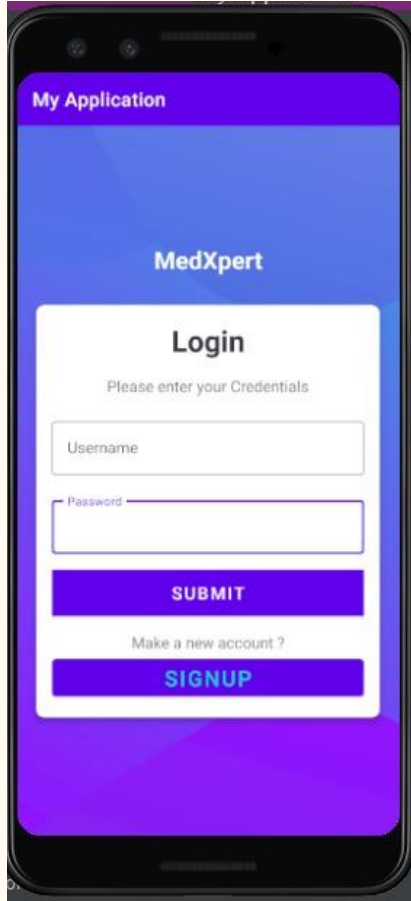 My Application
MedXpert
Login
Please enter your Credentials
Username
Password
SUBMIT
Make a new account ?
SIGNUP